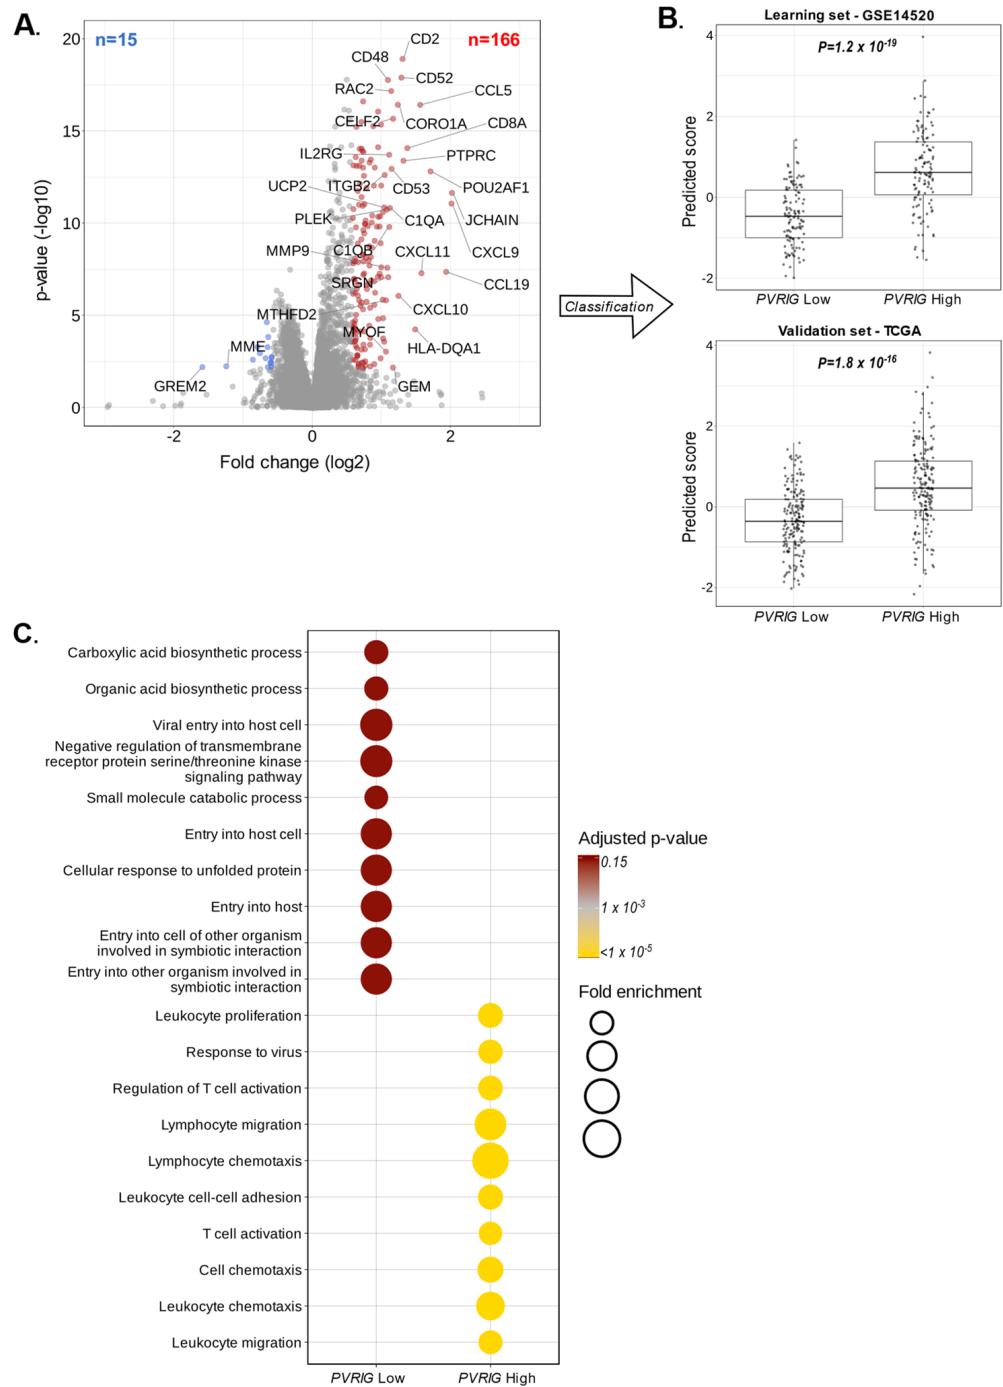 A.
n=15
n=166
CD2
CD48
CD52
RAC2
CCL5
CELF2
CORO1A
CD8A
IL2RG
PTPRC
UCP2
ITGB2
CD53
POU2AF1
PLEK
C1QA
JCHAIN
MMP9
C1QB
CXCL11
CXCL9
SRGN
CCL19
MTHFD2
CXCL10
MYOF
MME
HLA-DQA1
GREM2
GEM
20
15
10
5
0
-2
0
2
p-value (-log10)
Fold change (log2)
Classification
B.
Learning set - GSE14520
P=1.2 x 10-19
4
2
0
-2
Predicted score
PVRIG Low
PVRIG High
Validation set - TCGA
P=1.8 x 10-16
4
2
0
-2
Predicted score
PVRIG Low
PVRIG High
C.
Carboxylic acid biosynthetic process
Organic acid biosynthetic process
Viral entry into host cell
Negative regulation of transmembrane
receptor protein serine/threonine kinase
signaling pathway
Small molecule catabolic process
Entry into host cell
Cellular response to unfolded protein
Entry into host
Entry into cell of other organism
involved in symbiotic interaction
Entry into other organism involved in
symbiotic interaction
Leukocyte proliferation
Response to virus
Regulation of T cell activation
Lymphocyte migration
Lymphocyte chemotaxis
Leukocyte cell-cell adhesion
T cell activation
Cell chemotaxis
Leukocyte chemotaxis
Leukocyte migration
PVRIG Low
PVRIG High
Adjusted p-value
0.15
1 x 10-3
<1 x 10-5
Fold enrichment